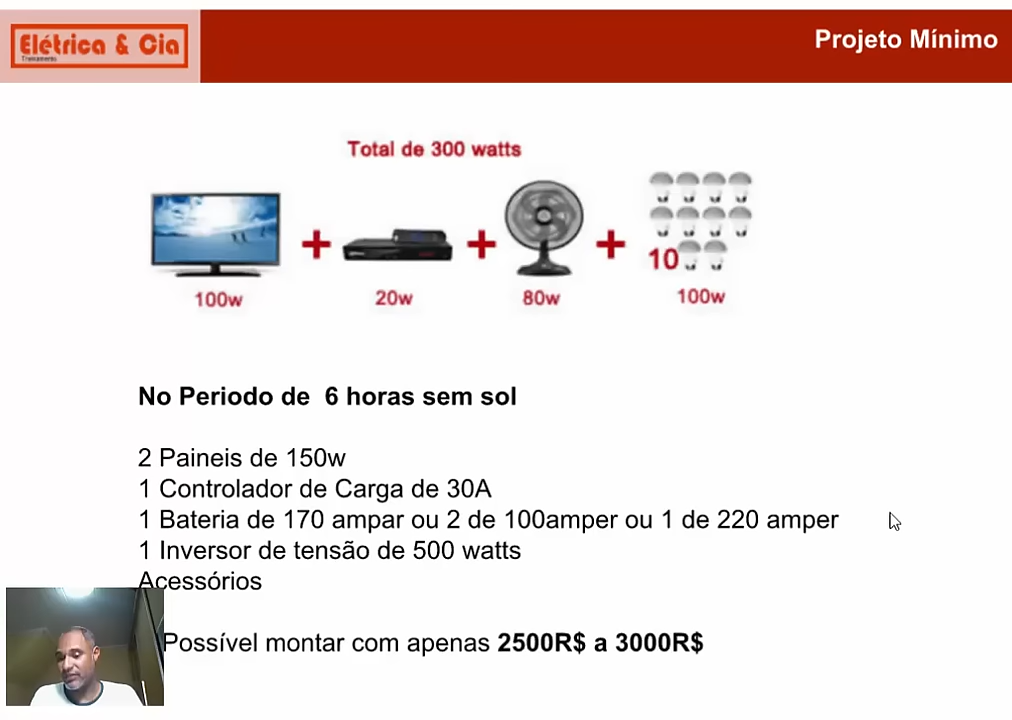 Elétrica & Cia
Treinamento
Projeto Mínimo
Total de 300 watts
100w
20w
80w
10
100w
No Periodo de 6 horas sem sol
2 Paineis de 150w
1 Controlador de Carga de 30A
1 Bateria de 170 ampar ou 2 de 100amper ou 1 de 220 amper
1 Inversor de tensão de 500 watts
Acessórios
Possível montar com apenas 2500R$ a 3000R$